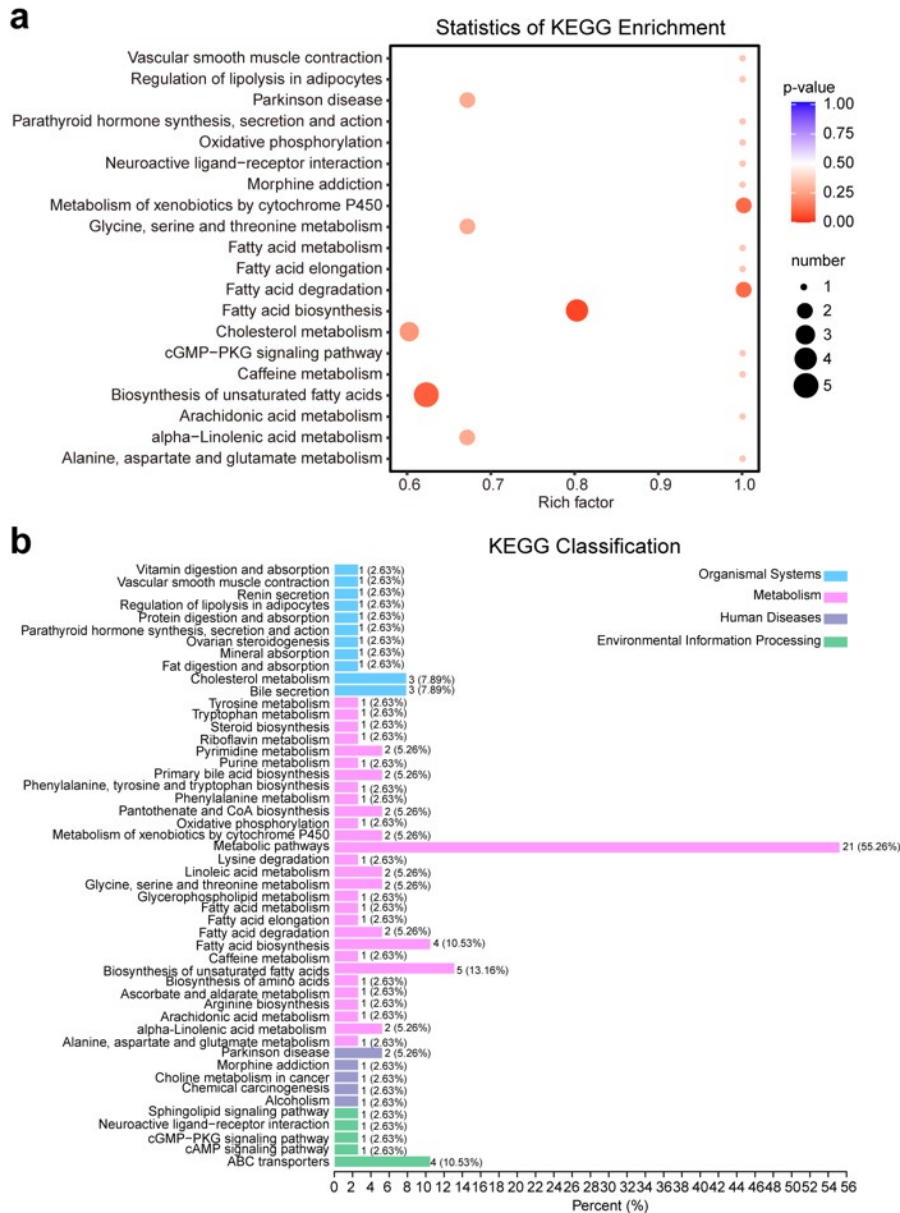 a
Statistics of KEGG Enrichment
Vascular smooth muscle contraction
Regulation of lipolysis in adipocytes
Parkinson disease
Parathyroid hormone synthesis, secretion and action
Oxidative phosphorylation
Neuroactive ligand−receptor interaction
Morphine addiction
Metabolism of xenobiotics by cytochrome P450
Glycine, serine and threonine metabolism
Fatty acid metabolism
Fatty acid elongation
Fatty acid degradation
Fatty acid biosynthesis
Cholesterol metabolism
cGMP−PKG signaling pathway
Caffeine metabolism
Biosynthesis of unsaturated fatty acids
Arachidonic acid metabolism
alpha−Linolenic acid metabolism
Alanine, aspartate and glutamate metabolism
0.6 0.7 0.8 0.9 1.0
Rich factor
p-value
1.00
0.75
0.50
0.25
0.00
number
1
2
3
4
5
b
KEGG Classification
Organismal Systems
Metabolism
Human Diseases
Environmental Information Processing
Vitamin digestion and absorption 1 (2.63%)
Vascular smooth muscle contraction 1 (2.63%)
Renin secretion 1 (2.63%)
Regulation of lipolysis in adipocytes 1 (2.63%)
Protein digestion and absorption 1 (2.63%)
Parathyroid hormone synthesis, secretion and action 1 (2.63%)
Ovarian steroidogenesis 1 (2.63%)
Mineral absorption 1 (2.63%)
Fat digestion and absorption 1 (2.63%)
Cholesterol metabolism 3 (7.89%)
Bile secretion 3 (7.89%)
Tyrosine metabolism 1 (2.63%)
Tryptophan metabolism 1 (2.63%)
Steroid biosynthesis 1 (2.63%)
Riboflavin metabolism 1 (2.63%)
Pyrimidine metabolism 2 (5.26%)
Purine metabolism 1 (2.63%)
Primary bile acid biosynthesis 2 (5.26%)
Phenylalanine, tyrosine and tryptophan biosynthesis 1 (2.63%)
Phenylalanine metabolism 1 (2.63%)
Pantothenate and CoA biosynthesis 2 (5.26%)
Oxidative phosphorylation 1 (2.63%)
Metabolism of xenobiotics by cytochrome P450 2 (5.26%)
Metabolic pathways 21 (55.26%)
Lysine degradation 1 (2.63%)
Linoleic acid metabolism 2 (5.26%)
Glycine, serine and threonine metabolism 2 (5.26%)
Glycerophospholipid metabolism 1 (2.63%)
Fatty acid metabolism 1 (2.63%)
Fatty acid elongation 1 (2.63%)
Fatty acid degradation 2 (5.26%)
Fatty acid biosynthesis 4 (10.53%)
Caffeine metabolism 1 (2.63%)
Biosynthesis of unsaturated fatty acids 5 (13.16%)
Biosynthesis of amino acids 1 (2.63%)
Ascorbate and aldarate metabolism 1 (2.63%)
Arginine biosynthesis 1 (2.63%)
Arachidonic acid metabolism 1 (2.63%)
alpha-Linolenic acid metabolism 2 (5.26%)
Alanine, aspartate and glutamate metabolism 1 (2.63%)
Parkinson disease 2 (5.26%)
Morphine addiction 1 (2.63%)
Choline metabolism in cancer 1 (2.63%)
Chemical carcinogenesis 1 (2.63%)
Alcoholism 1 (2.63%)
Sphingolipid signaling pathway 1 (2.63%)
Neuroactive ligand−receptor interaction 1 (2.63%)
cGMP−PKG signaling pathway 1 (2.63%)
cAMP signaling pathway 1 (2.63%)
ABC transporters 4 (10.53%)
0 2 4 6 8 10 12 14 16 18 20 22 24 26 28 30 32 34 36 38 40 42 44 46 48 50 52 54 56
Percent (%)